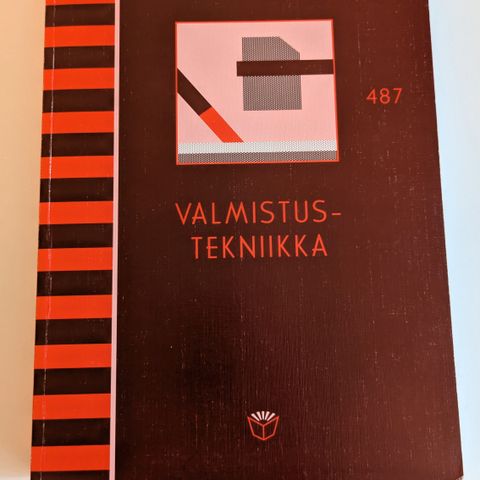 487
VALMISTUS-
TEKNIIKKA